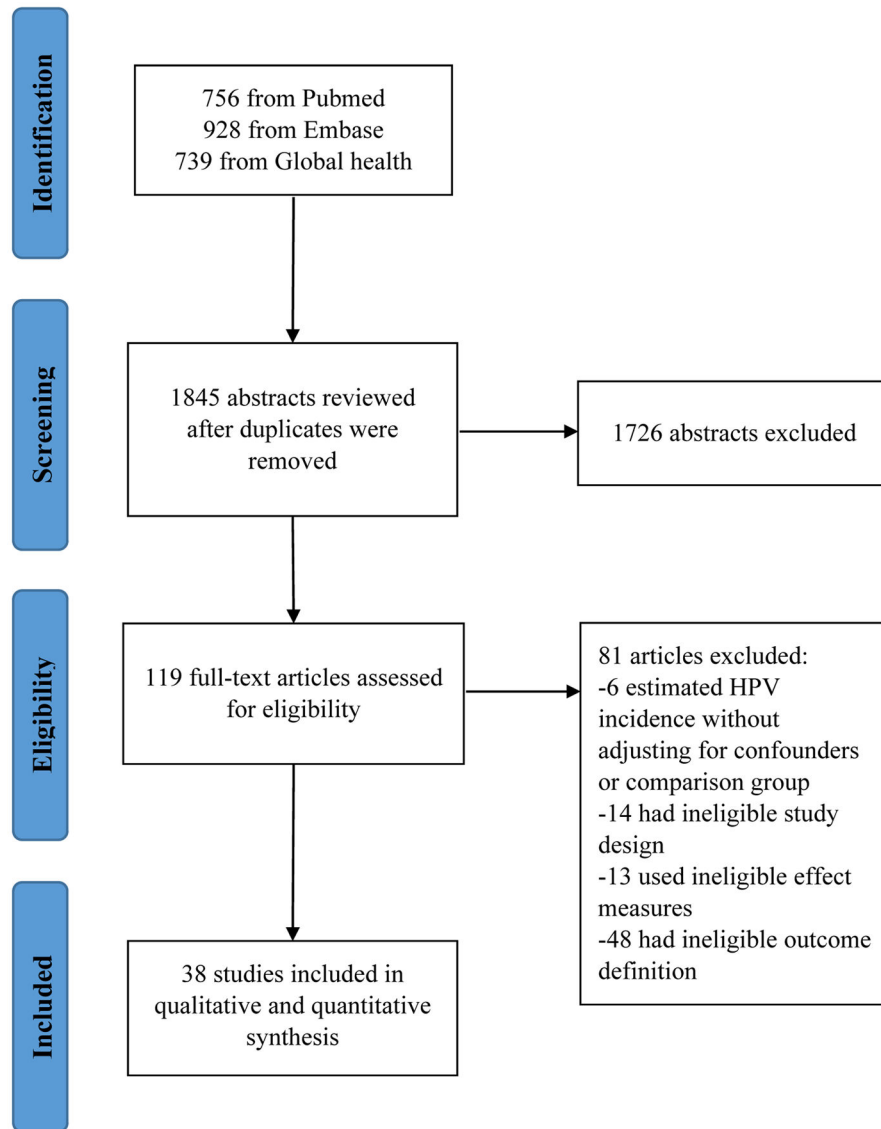 Identification
756 from Pubmed
928 from Embase
739 from Global health
Screening
1845 abstracts reviewed
after duplicates were
removed
1726 abstracts excluded
Eligibility
119 full-text articles assessed
for eligibility
81 articles excluded:
-6 estimated HPV
incidence without
adjusting for confounders
or comparison group
-14 had ineligible study
design
-13 used ineligible effect
measures
-48 had ineligible outcome
definition
Included
38 studies included in
qualitative and quantitative
synthesis